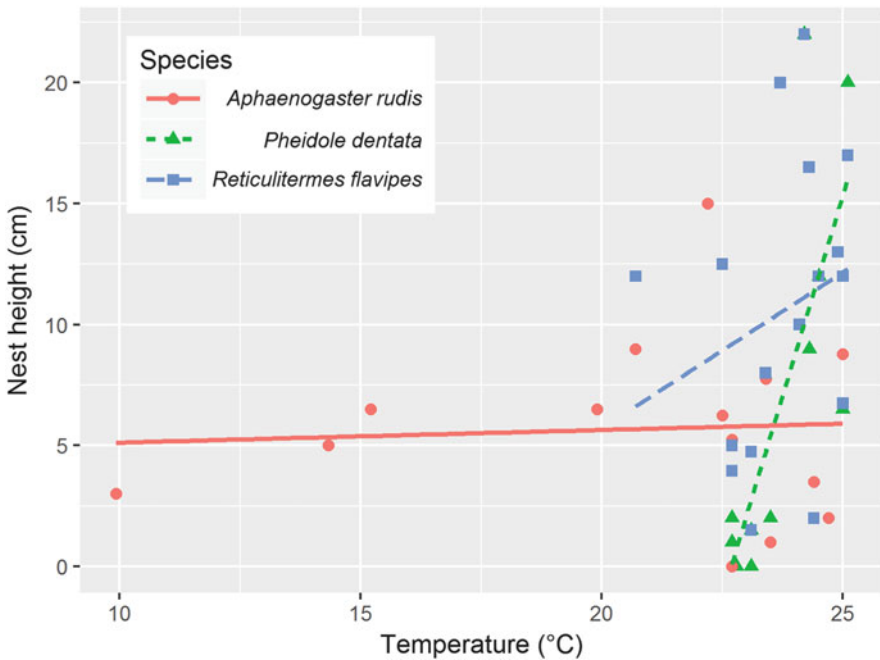 Species
Aphaenogaster rudis
Pheidole dentata
Reticulitermes flavipes
Nest height (cm)
20
15
10
5
0
10
15
20
25
Temperature (°C)